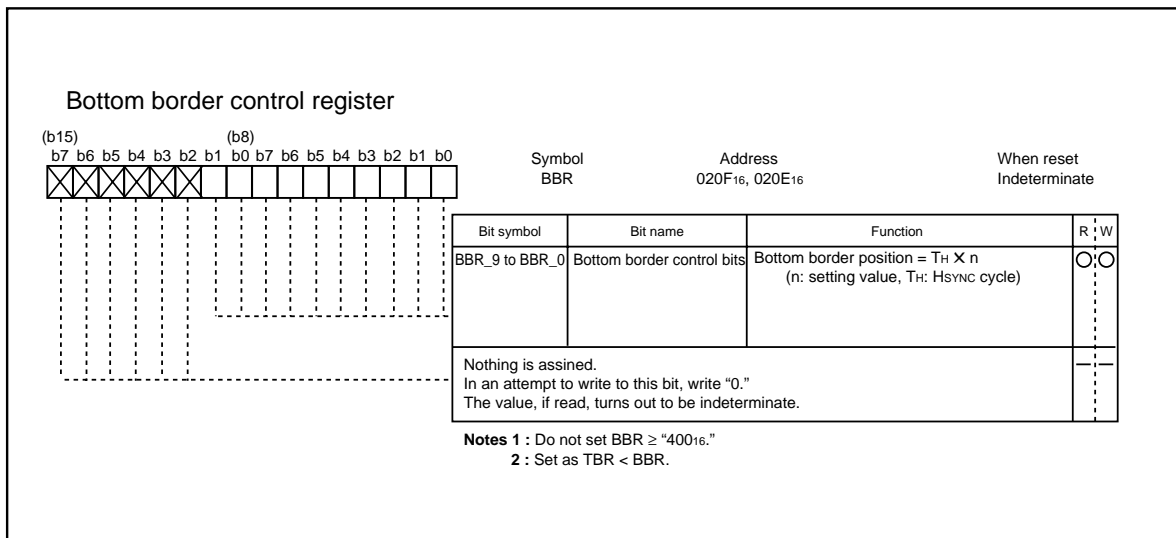 Bottom border control register
(b15) (b8)
b7 b6 b5 b4 b3 b2 b1 b0 b7 b6 b5 b4 b3 b2 b1 b0
Symbol Address When reset
BBR 020F16, 020E16 Indeterminate
Bit symbol Bit name Function R W
BBR_9 to BBR_0 Bottom border control bits Bottom border position = TH X n
(n: setting value, TH: HSYNC cycle)
Nothing is assined.
In an attempt to write to this bit, write “0.”
The value, if read, turns out to be indeterminate.
Notes 1 : Do not set BBR ≥ “40016.”
2 : Set as TBR < BBR.